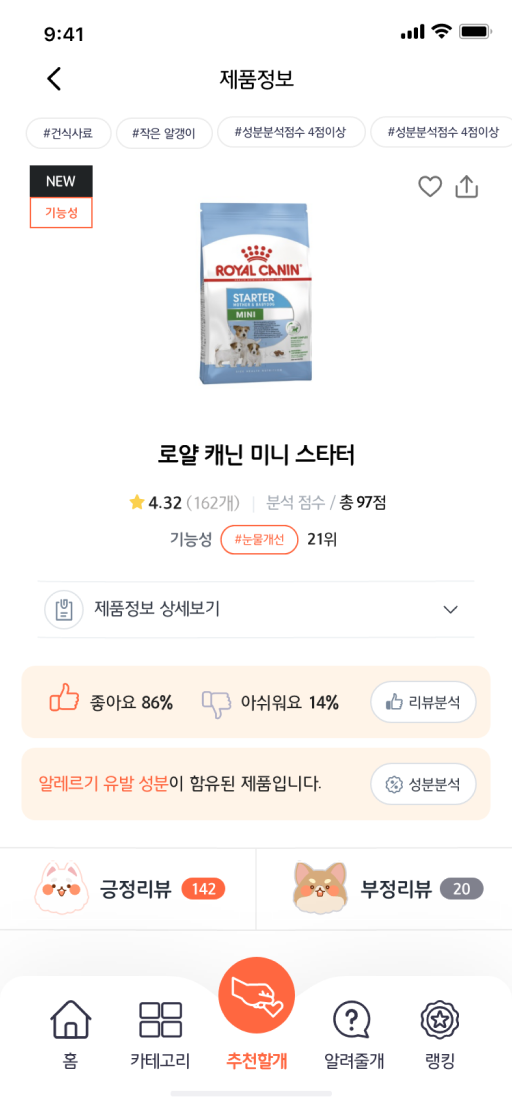 9:41
제품정보
#건식사료 #작은 알갱이 #성분분석점수 4점이상 #성분분석점수 4점이상
NEW
기능성
ROYAL CANIN
STARTER
MOTHER & BABYDOG
MINI
로얄 캐닌 미니 스타터
4.32 (162개) | 분석 점수 / 총 97점
기능성 #눈물개선 21위
제품정보 상세보기
좋아요 86% 아쉬워요 14% 리뷰분석
알레르기 유발 성분이 함유된 제품입니다. 성분분석
긍정리뷰 142 부정리뷰 20
홈 카테고리 추천할개 알려줄개 랭킹